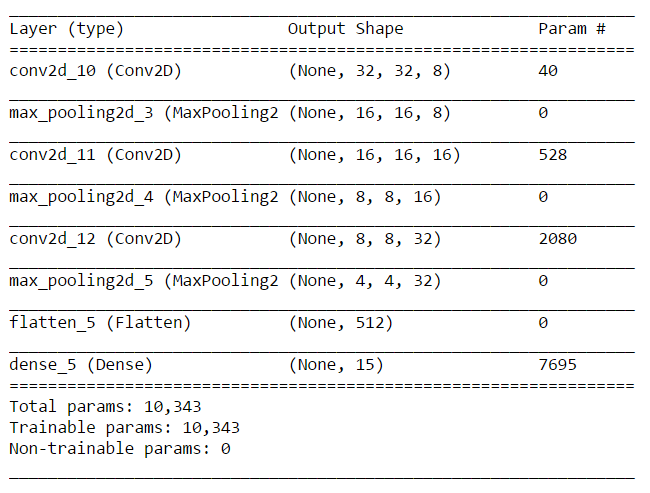 Layer (type) Output Shape Param #
=================================================================
conv2d_10 (Conv2D) (None, 32, 32, 8) 40
_________________________________________________________________
max_pooling2d_3 (MaxPooling2 (None, 16, 16, 8) 0
_________________________________________________________________
conv2d_11 (Conv2D) (None, 16, 16, 16) 528
_________________________________________________________________
max_pooling2d_4 (MaxPooling2 (None, 8, 8, 16) 0
_________________________________________________________________
conv2d_12 (Conv2D) (None, 8, 8, 32) 2080
_________________________________________________________________
max_pooling2d_5 (MaxPooling2 (None, 4, 4, 32) 0
_________________________________________________________________
flatten_5 (Flatten) (None, 512) 0
_________________________________________________________________
dense_5 (Dense) (None, 15) 7695
=================================================================
Total params: 10,343
Trainable params: 10,343
Non-trainable params: 0
_________________________________________________________________